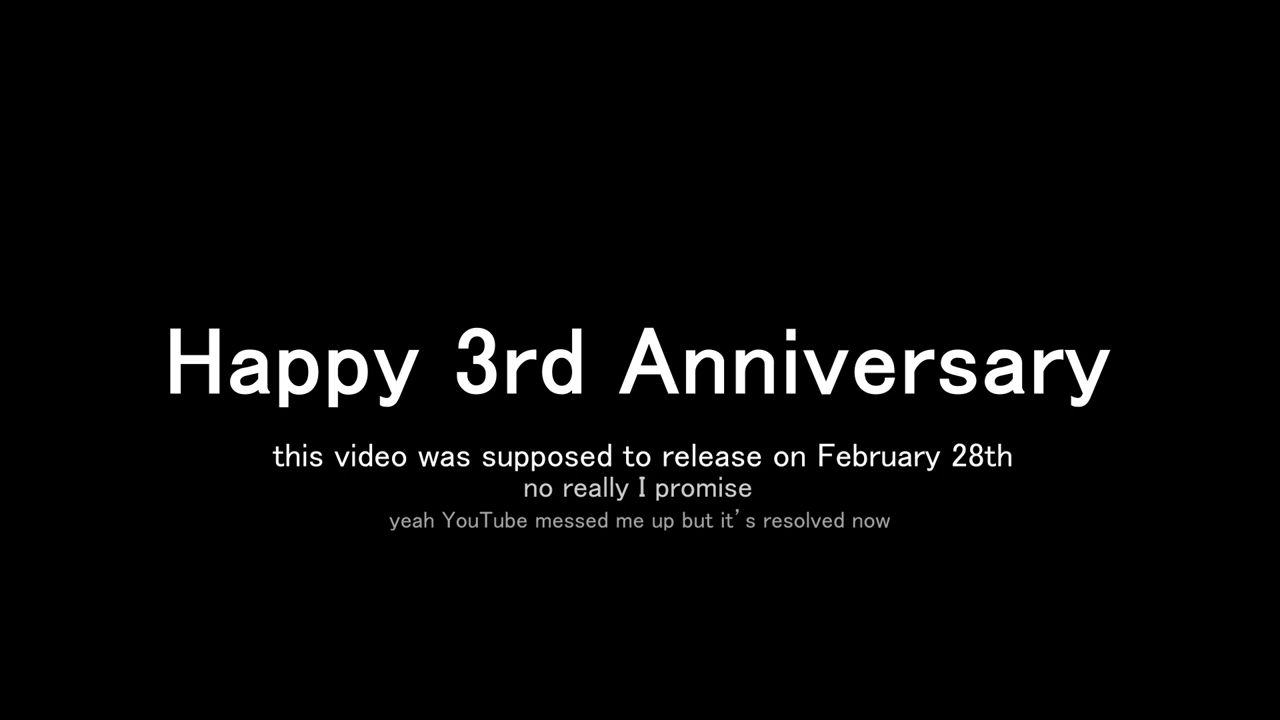 Happy 3rd Anniversary
this video was supposed to release on February 28th
no really I promise
yeah YouTube messed me up but it’s resolved now